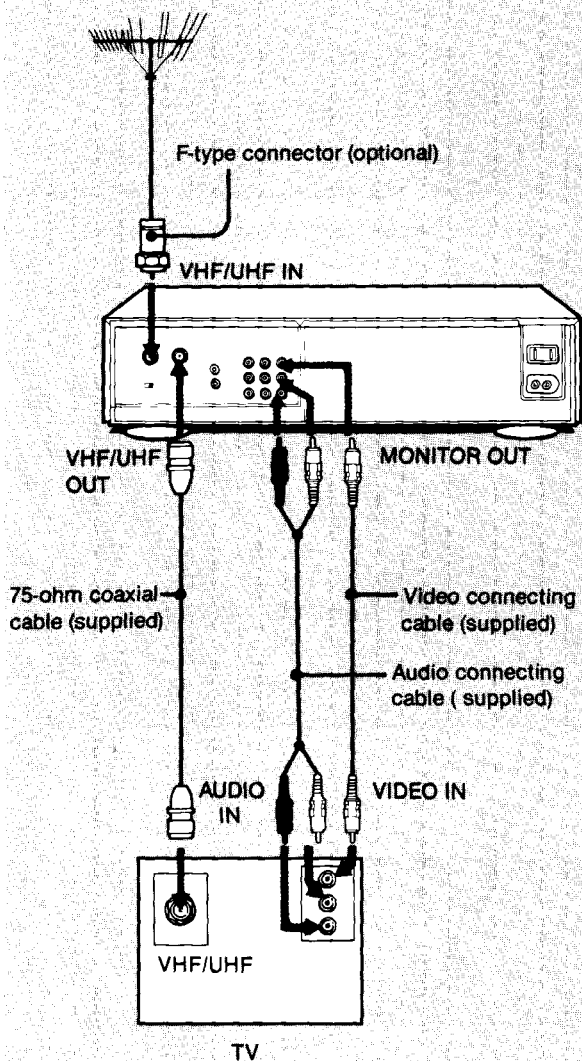 F-type connector (optional)
VHF/UHF IN
VHF/UHF
OUT
MONITOR OUT
75-ohm coaxial
cable (supplied)
Video connecting
cable (supplied)
Audio connecting
cable ( supplied)
AUDIO
IN
VIDEO IN
VHF/UHF
TV